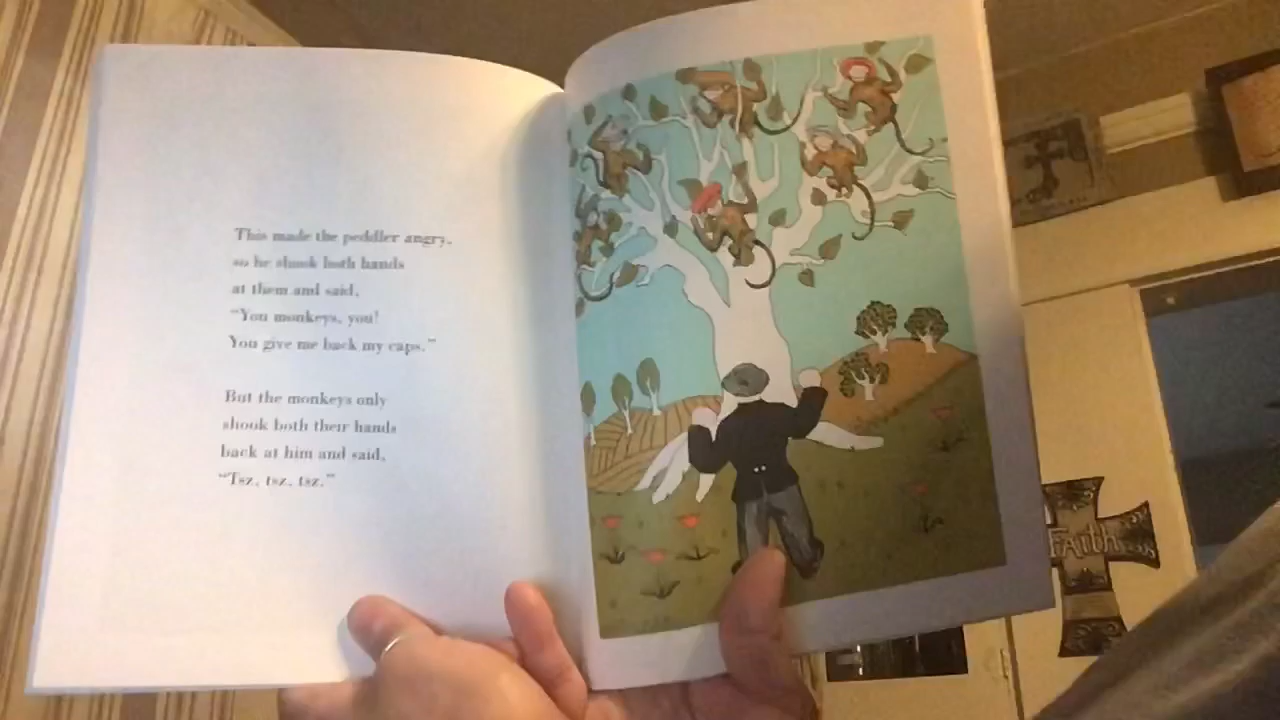 This made the peddler angry,
so he shook both hands
at them and said,
“You monkeys, you!
You give me back my caps.”
But the monkeys only
shook both their hands
back at him and said,
“Tsz, tsz, tsz.”
Faith